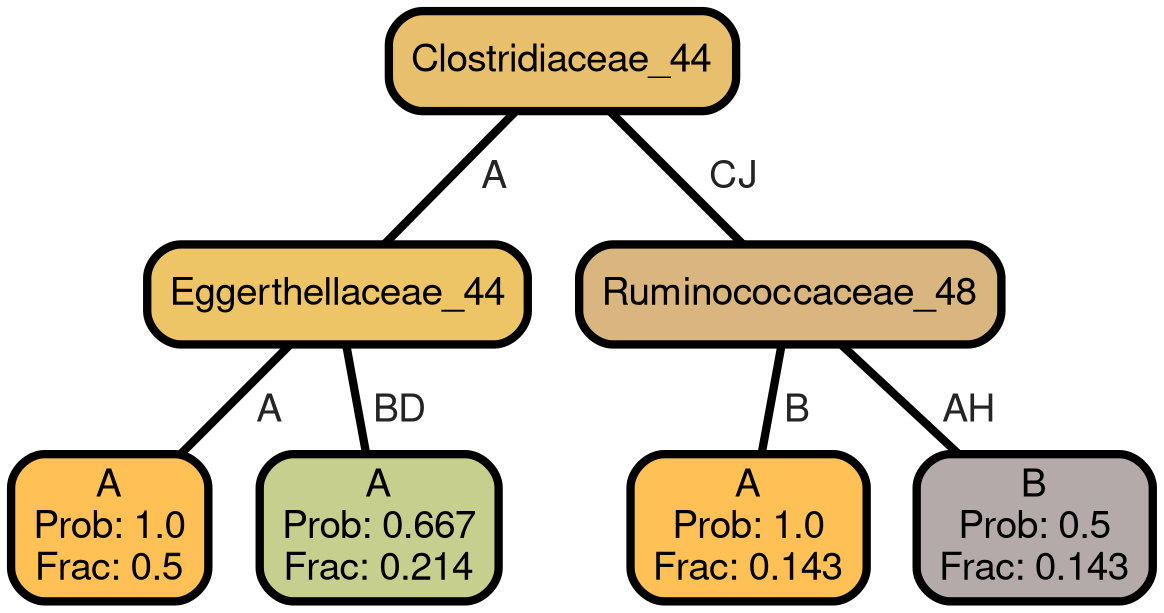 Clostridiaceae_44
A
CJ
Eggerthellaceae_44
Ruminococcaceae_48
A
BD
B
AH
A
Prob: 1.0
Frac: 0.5
A
Prob: 0.667
Frac: 0.214
A
Prob: 1.0
Frac: 0.143
B
Prob: 0.5
Frac: 0.143